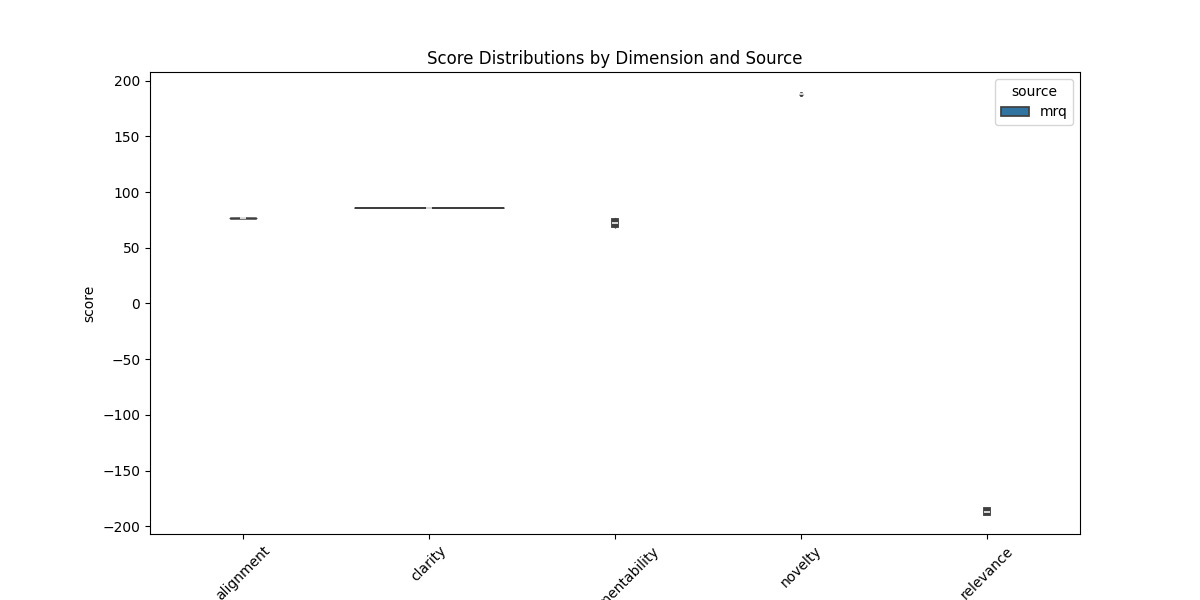 Score Distributions by Dimension and Source
source
mrq
200
150
100
50
0
−50
−100
−150
−200
score
alignment
clarity
mentability
novelty
relevance